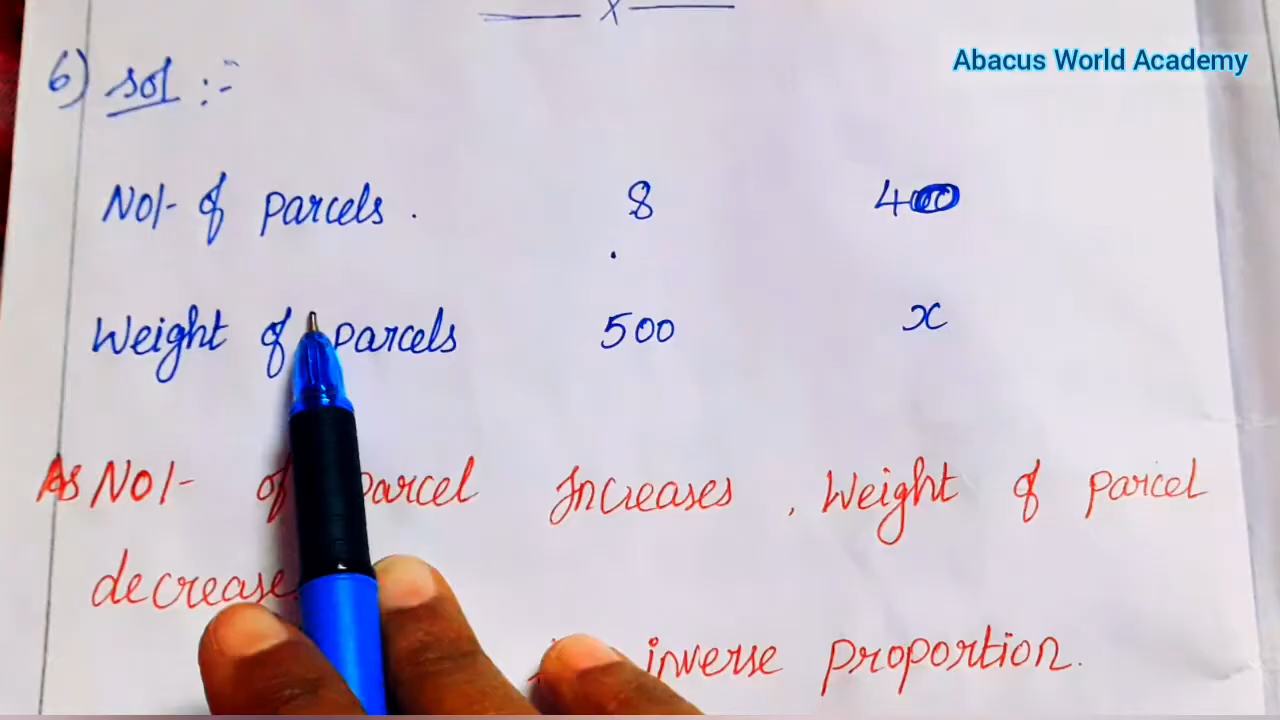 x
Abacus World Academy
6) sol :-
No/- of parcels . 8 40
Weight of parcels 500 x
As No/- of parcel Increases , Weight of parcel
decrease
inverse proportion.